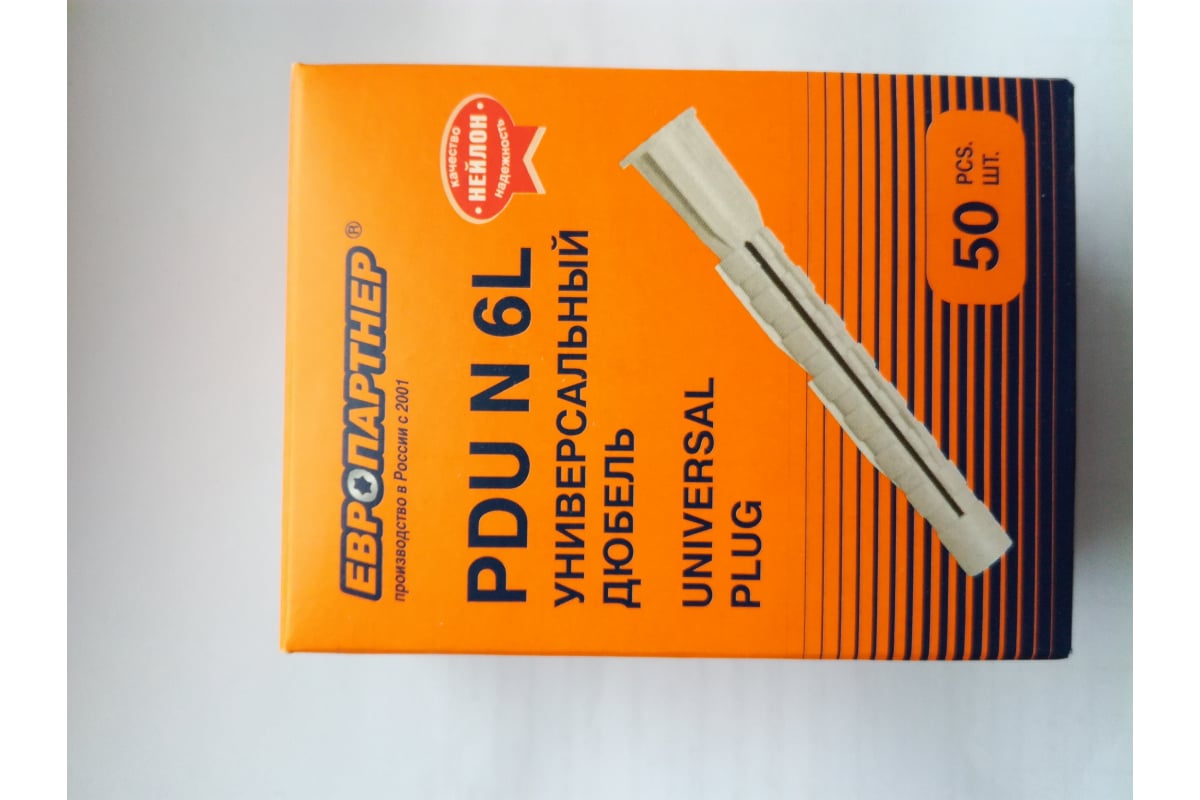 ЕВРОПАРТНЕР®
производство в России с 2001
качество
• НЕЙЛОН •
надежность
PDU N 6L
УНИВЕРСАЛЬНЫЙ
ДЮБЕЛЬ
UNIVERSAL
PLUG
50 PCS.
ШТ.